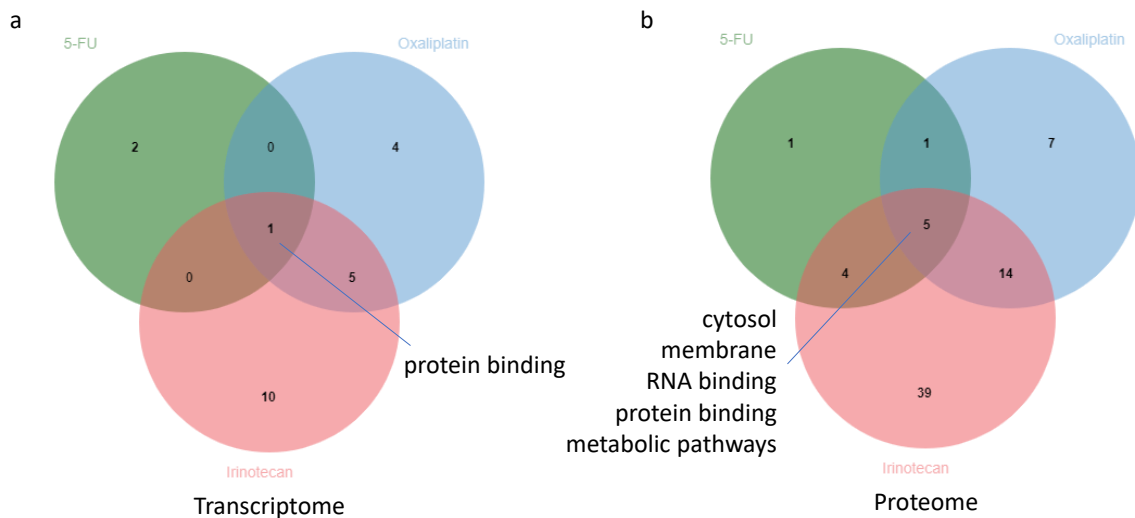 a
5-FU
Oxaliplatin
2
0
4
1
0
5
protein binding
10
Irinotecan
Transcriptome
b
5-FU
Oxaliplatin
1
1
7
5
4
14
cytosol
membrane
RNA binding
protein binding
metabolic pathways
39
Irinotecan
Proteome